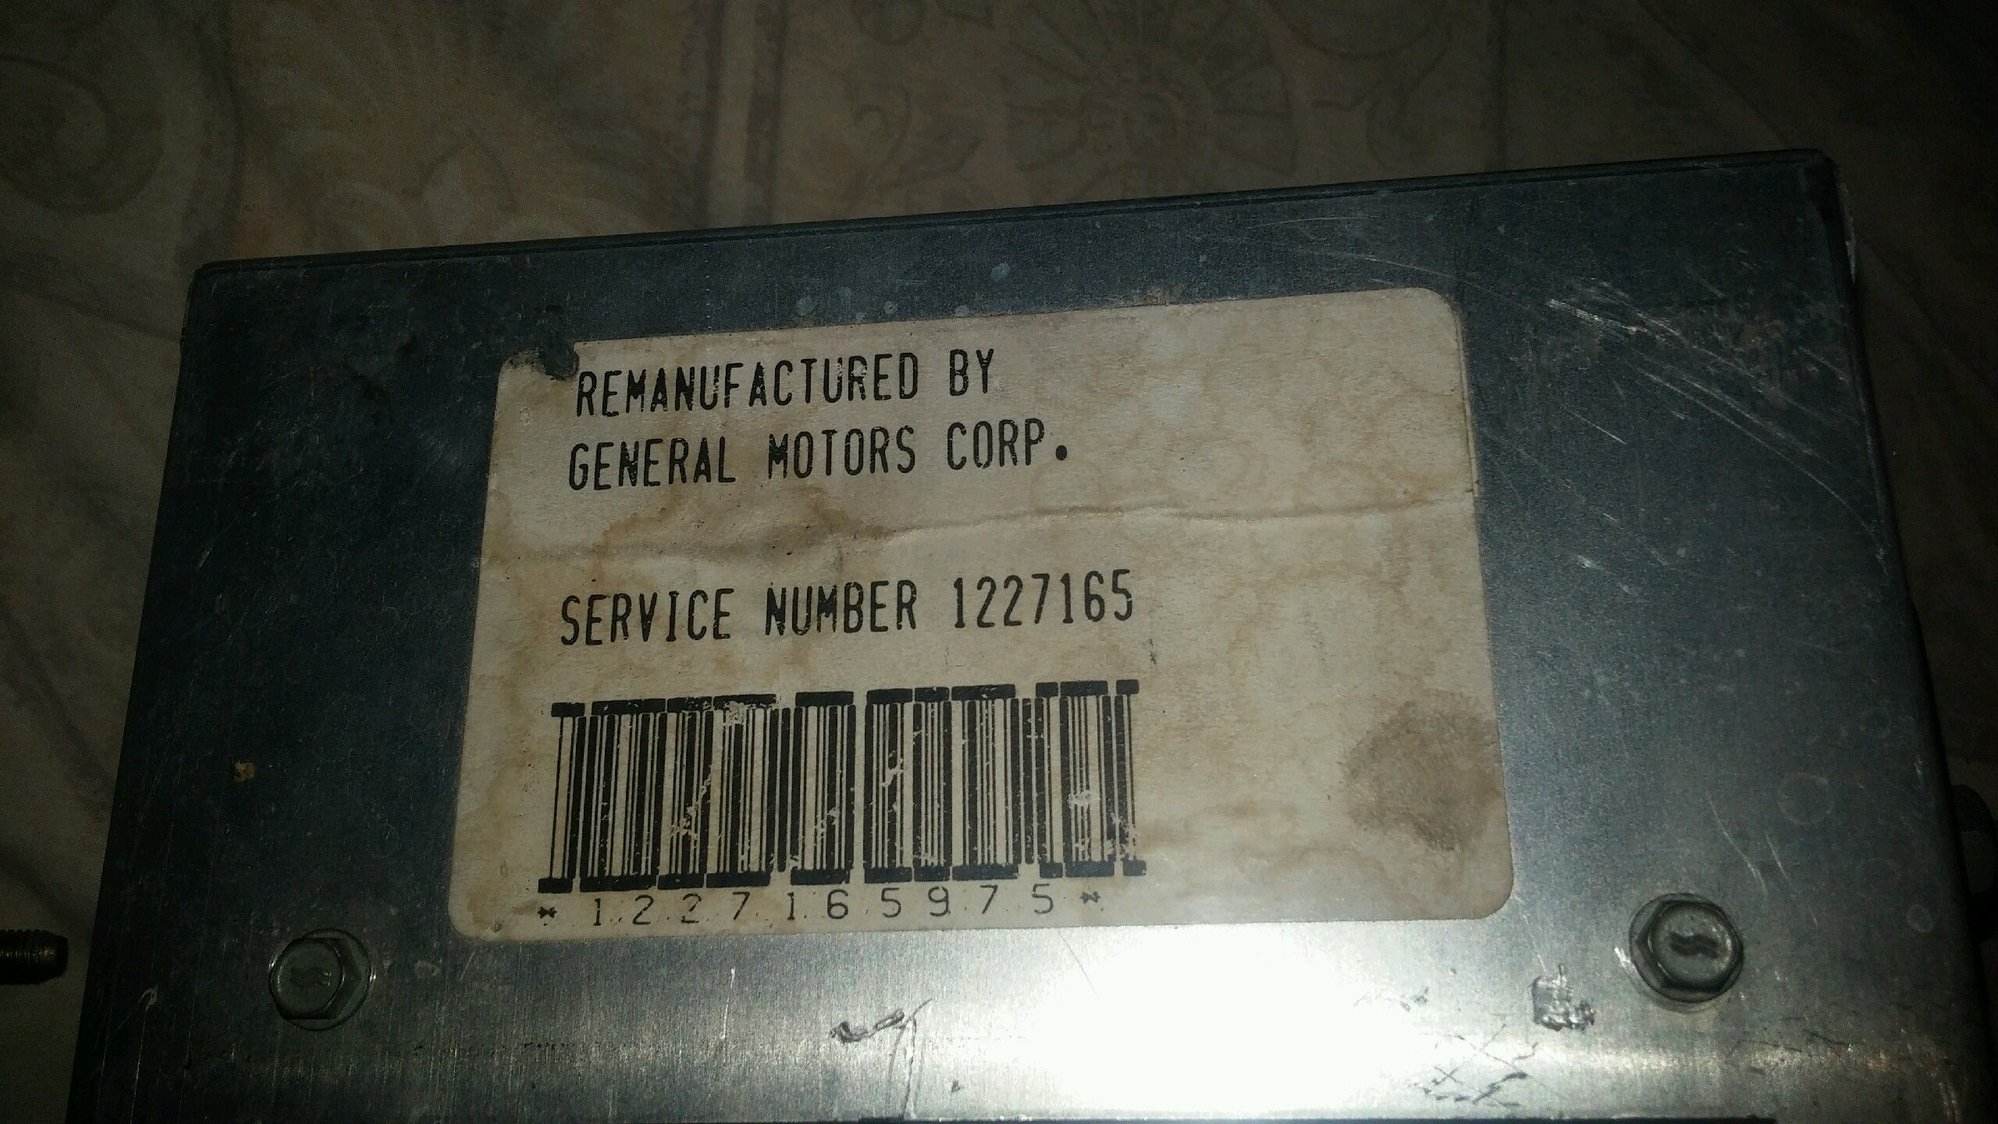 REMANUFACTURED BY
GENERAL MOTORS CORP.
SERVICE NUMBER 1227165
*1227165975*